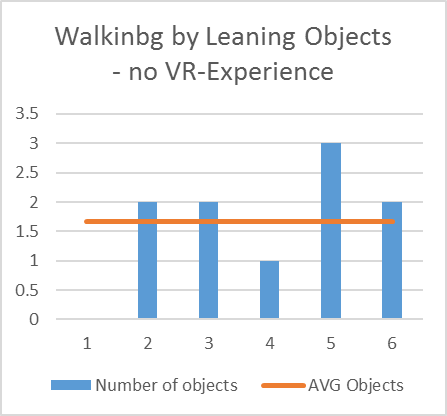 Walkinbg by Leaning Objects
- no VR-Experience
3.5
3
2.5
2
1.5
1
0.5
0
1 2 3 4 5 6
Number of objects AVG Objects